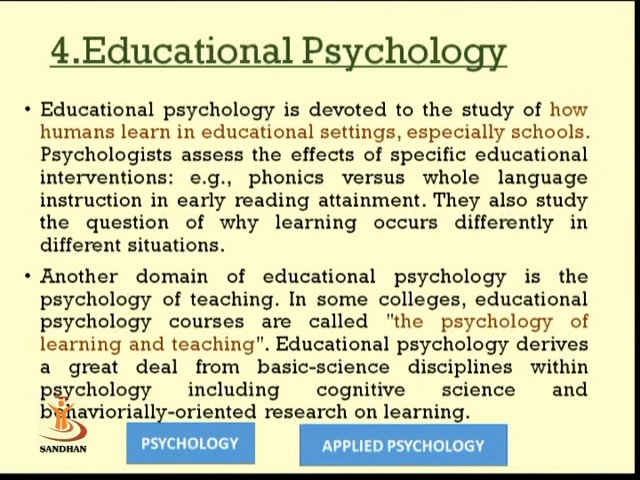 4.Educational Psychology
• Educational psychology is devoted to the study of how
humans learn in educational settings, especially schools.
Psychologists assess the effects of specific educational
interventions: e.g., phonics versus whole language
instruction in early reading attainment. They also study
the question of why learning occurs differently in
different situations.
• Another domain of educational psychology is the
psychology of teaching. In some colleges, educational
psychology courses are called "the psychology of
learning and teaching". Educational psychology derives
a great deal from basic-science disciplines within
psychology including cognitive science and
behaviorially-oriented research on learning.
SANDHAN
PSYCHOLOGY
APPLIED PSYCHOLOGY